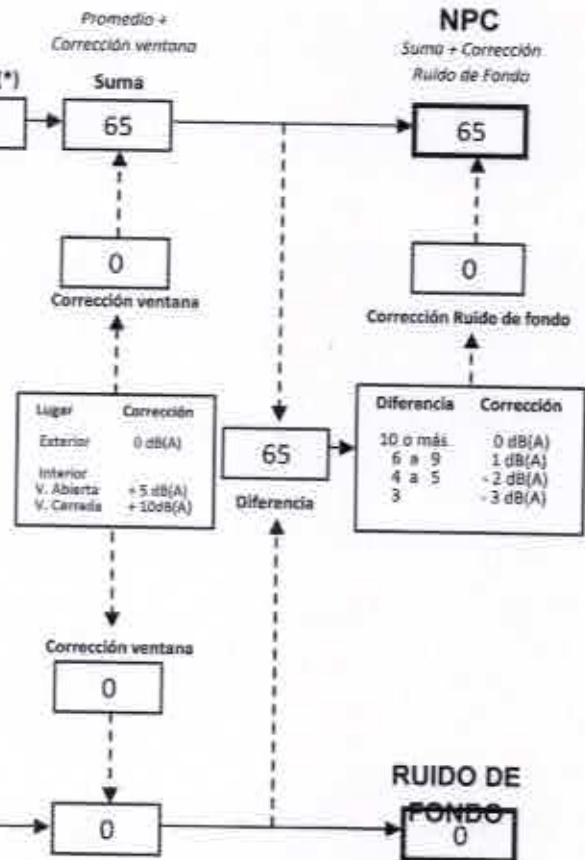 Promedio +
Corrección ventana
NPC
Suma + Corrección
Ruido de Fondo
(*)
Suma
65
65
0
Corrección ventana
0
Corrección Ruido de fondo
Lugar Corrección
Exterior 0 dB(A)
Interior
V. Abierta + 5 dB(A)
V. Cerrada + 10dB(A)
65
Diferencia
Diferencia Corrección
10 o más 0 dB(A)
6 a 9 1 dB(A)
4 a 5 - 2 dB(A)
3 - 3 dB(A)
Corrección ventana
0
0
RUIDO DE
FONDO
0